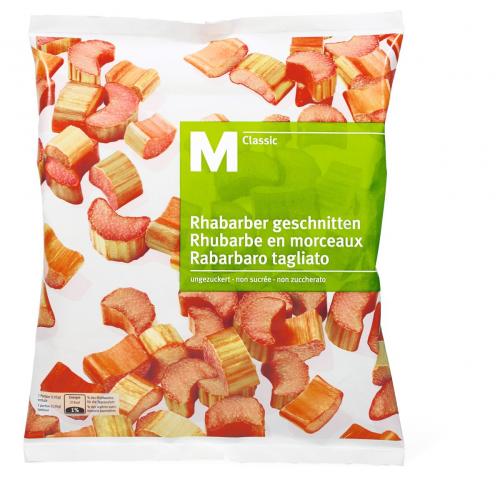 M Classic
Rhabarber geschnitten
Rhubarbe en morceaux
Rabarbaro tagliato
ungezuckert - non sucrée - non zuccherato
1%